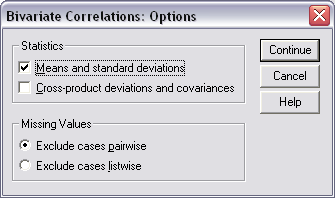 Bivariate Correlations: Options
Statistics
Means and standard deviations
Cross-product deviations and covariances
Missing Values
Exclude cases pairwise
Exclude cases listwise
Continue
Cancel
Help